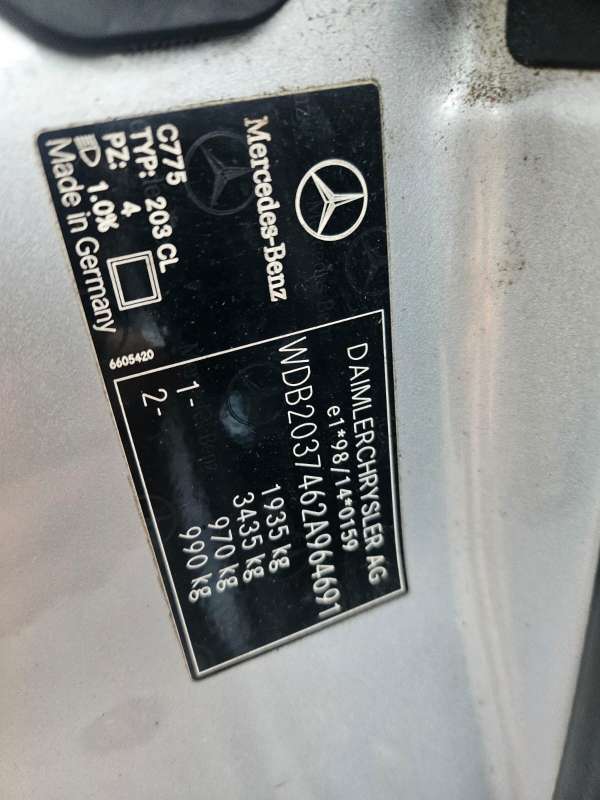 Mercedes-Benz
C775
TYP: 203 CL
PZ: 4
1.0%
Made in Germany
6605420
DAIMLERCHRYSLER AG
e1*98/14*0159
WDB2037462A964691
1935 kg
3435 kg
1- 970 kg
2- 990 kg